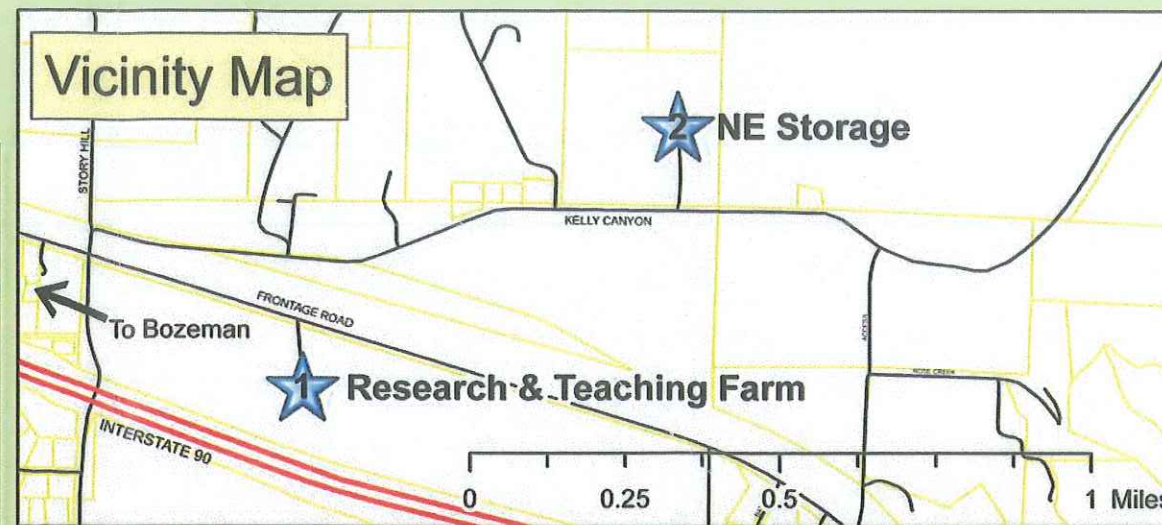 Vicinity Map
2 NE Storage
STORY HILL
KELLY CANYON
FRONTAGE ROAD
To Bozeman
ACCESS
1 Research & Teaching Farm
ROSE CREEK
INTERSTATE 90
0 0.25 0.5 1 Miles